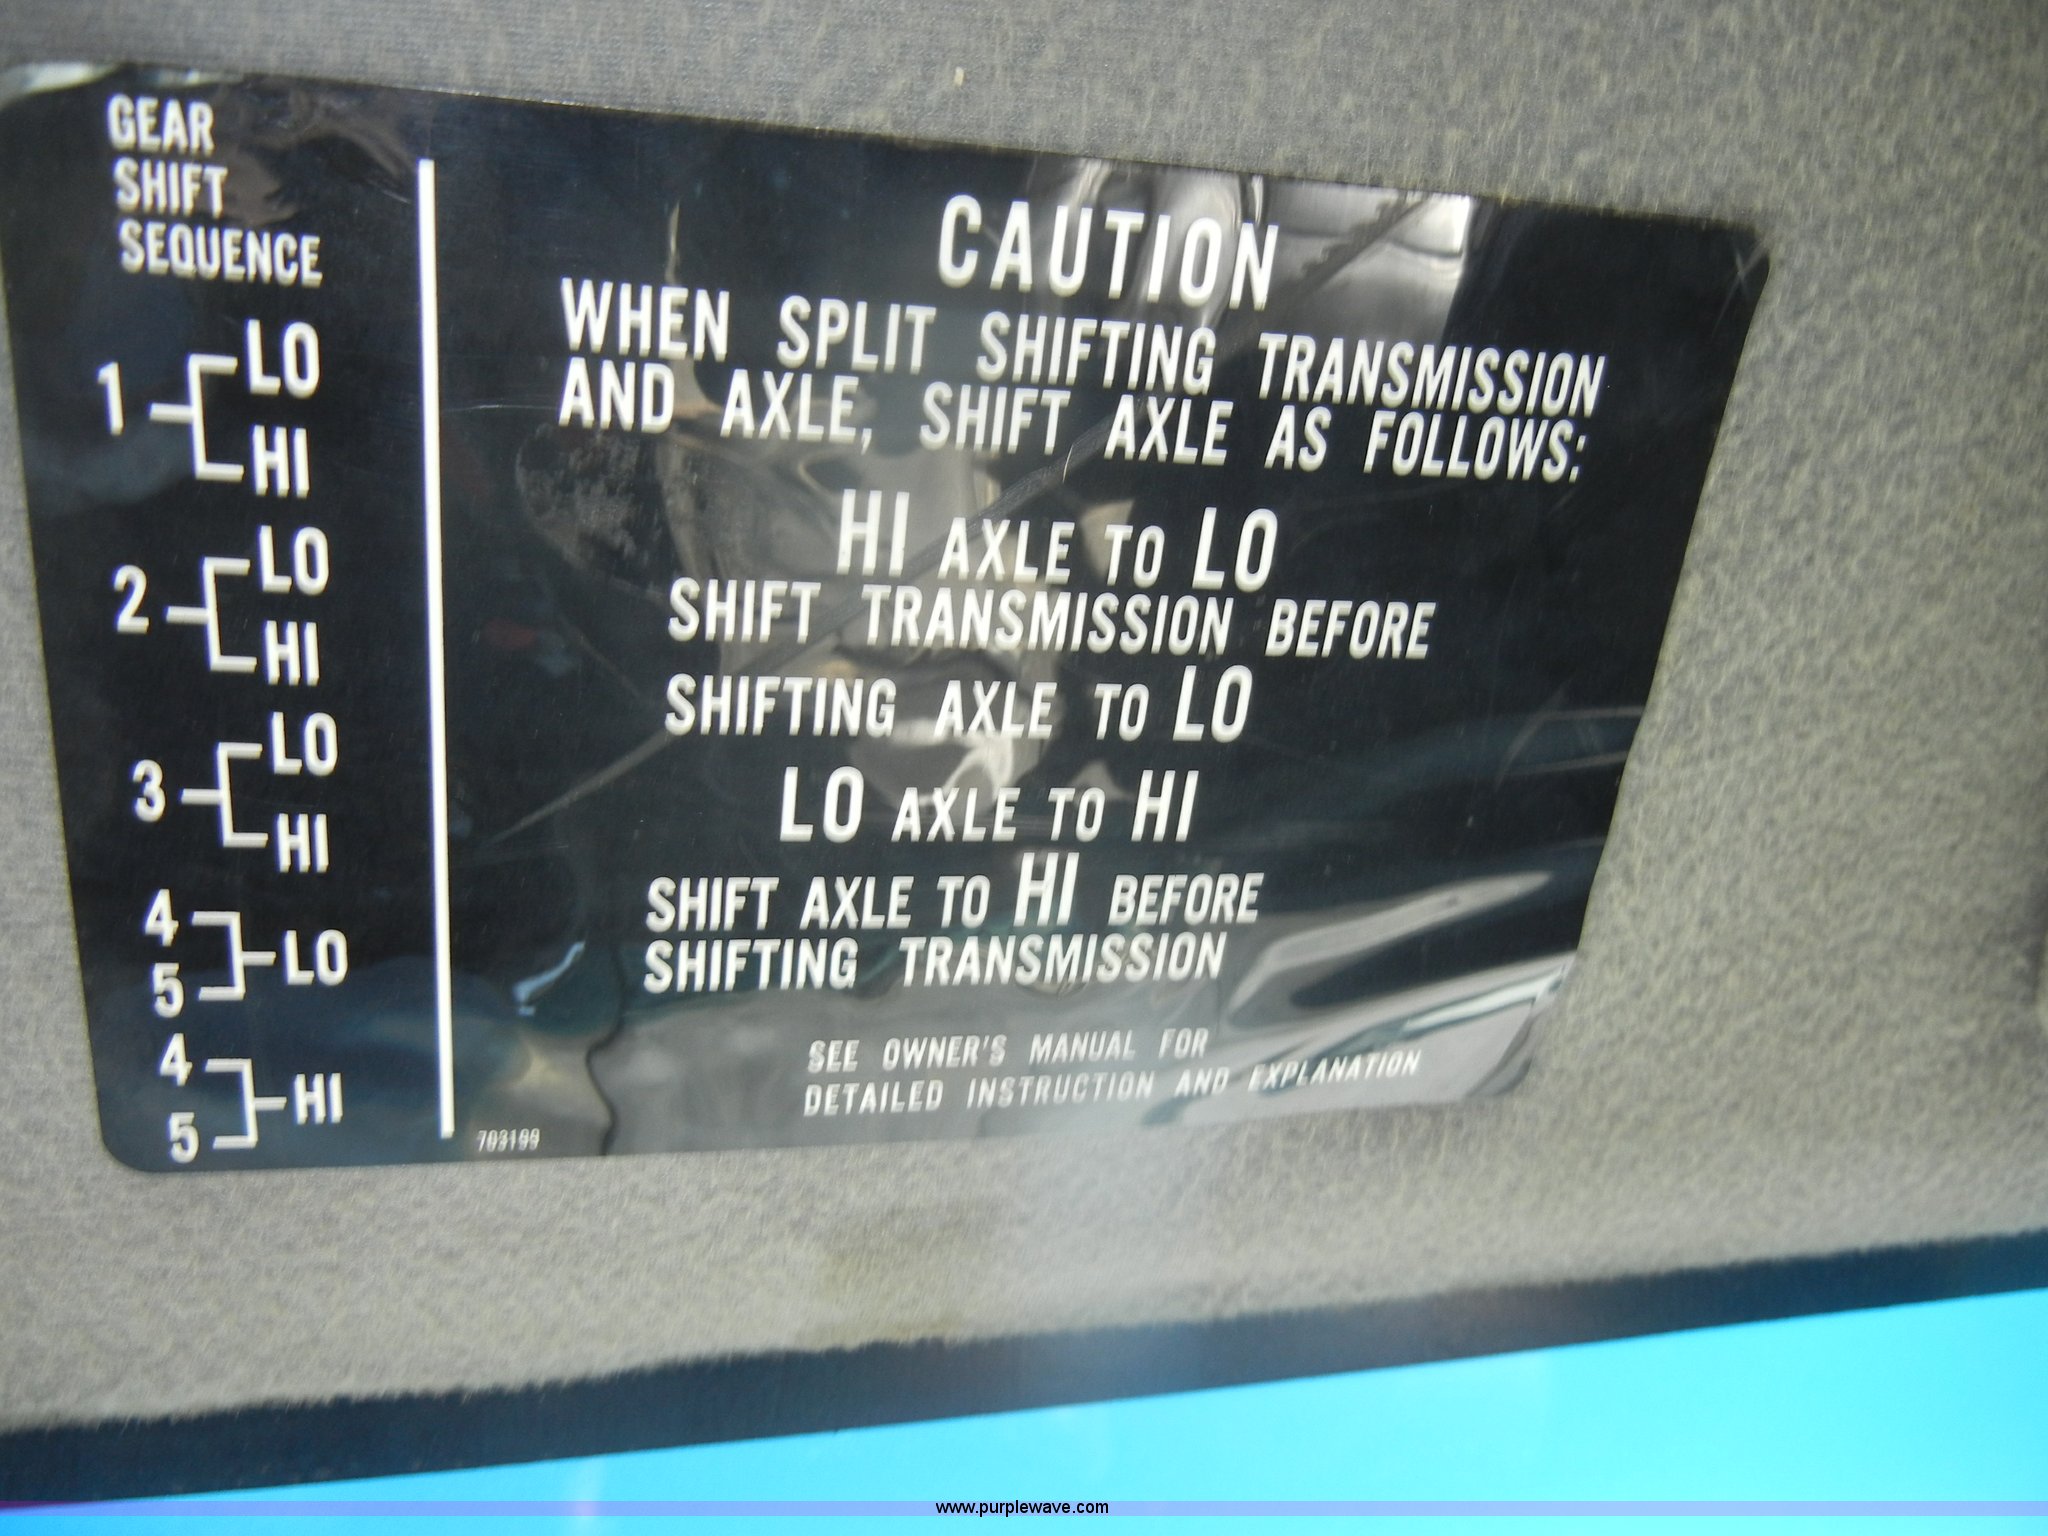 GEAR
SHIFT
SEQUENCE
1 LO
HI
2 LO
HI
3 LO
HI
4
5 LO
4
5 HI
CAUTION
WHEN SPLIT SHIFTING TRANSMISSION
AND AXLE, SHIFT AXLE AS FOLLOWS:
HI AXLE TO LO
SHIFT TRANSMISSION BEFORE
SHIFTING AXLE TO LO
LO AXLE TO HI
SHIFT AXLE TO HI BEFORE
SHIFTING TRANSMISSION
SEE OWNER'S MANUAL FOR
DETAILED INSTRUCTION AND EXPLANATION
703199
www.purplewave.com